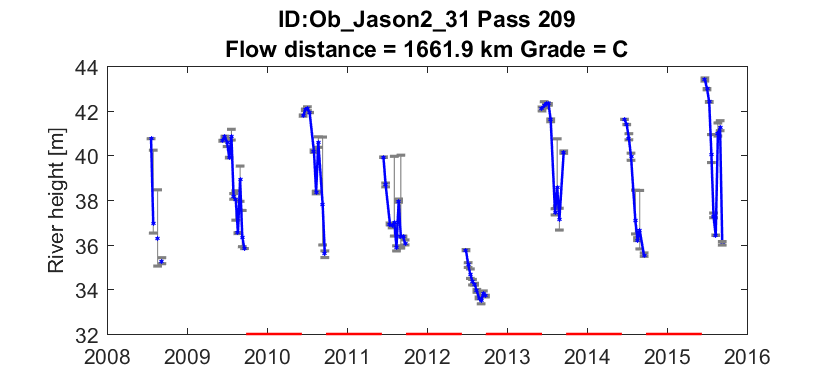 ID:Ob_Jason2_31 Pass 209
Flow distance = 1661.9 km Grade = C
River height [m]
44
42
40
38
36
34
32
2008 2009 2010 2011 2012 2013 2014 2015 2016